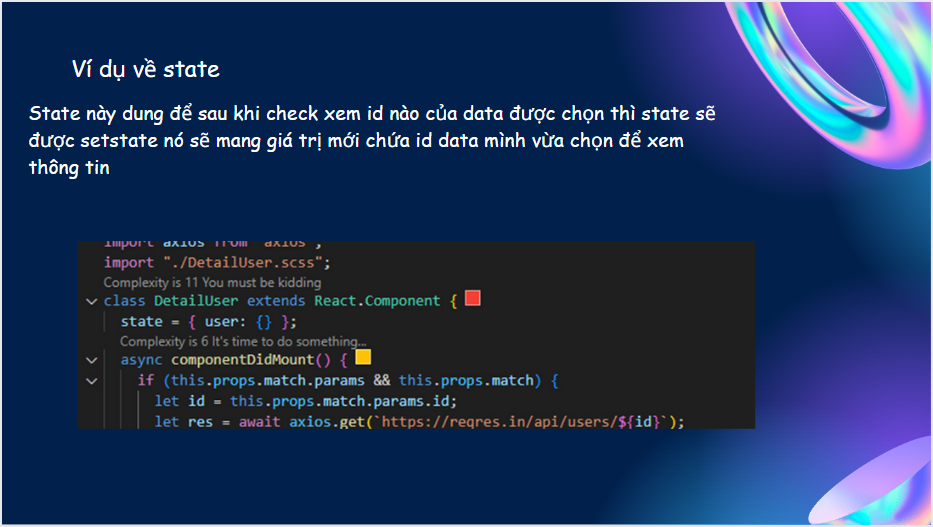 Ví dụ về state
State này dung để sau khi check xem id nào của data được chọn thì state sẽ
được setstate nó sẽ mang giá trị mới chứa id data mình vừa chọn để xem
thông tin
import axios from "axios";
import "./DetailUser.scss";
Complexity is 11 You must be kidding
class DetailUser extends React.Component {
state = { user: {} };
Complexity is 6 It's time to do something...
async componentDidMount() {
if (this.props.match.params && this.props.match) {
let id = this.props.match.params.id;
let res = await axios.get(`https://reqres.in/api/users/${id}`);